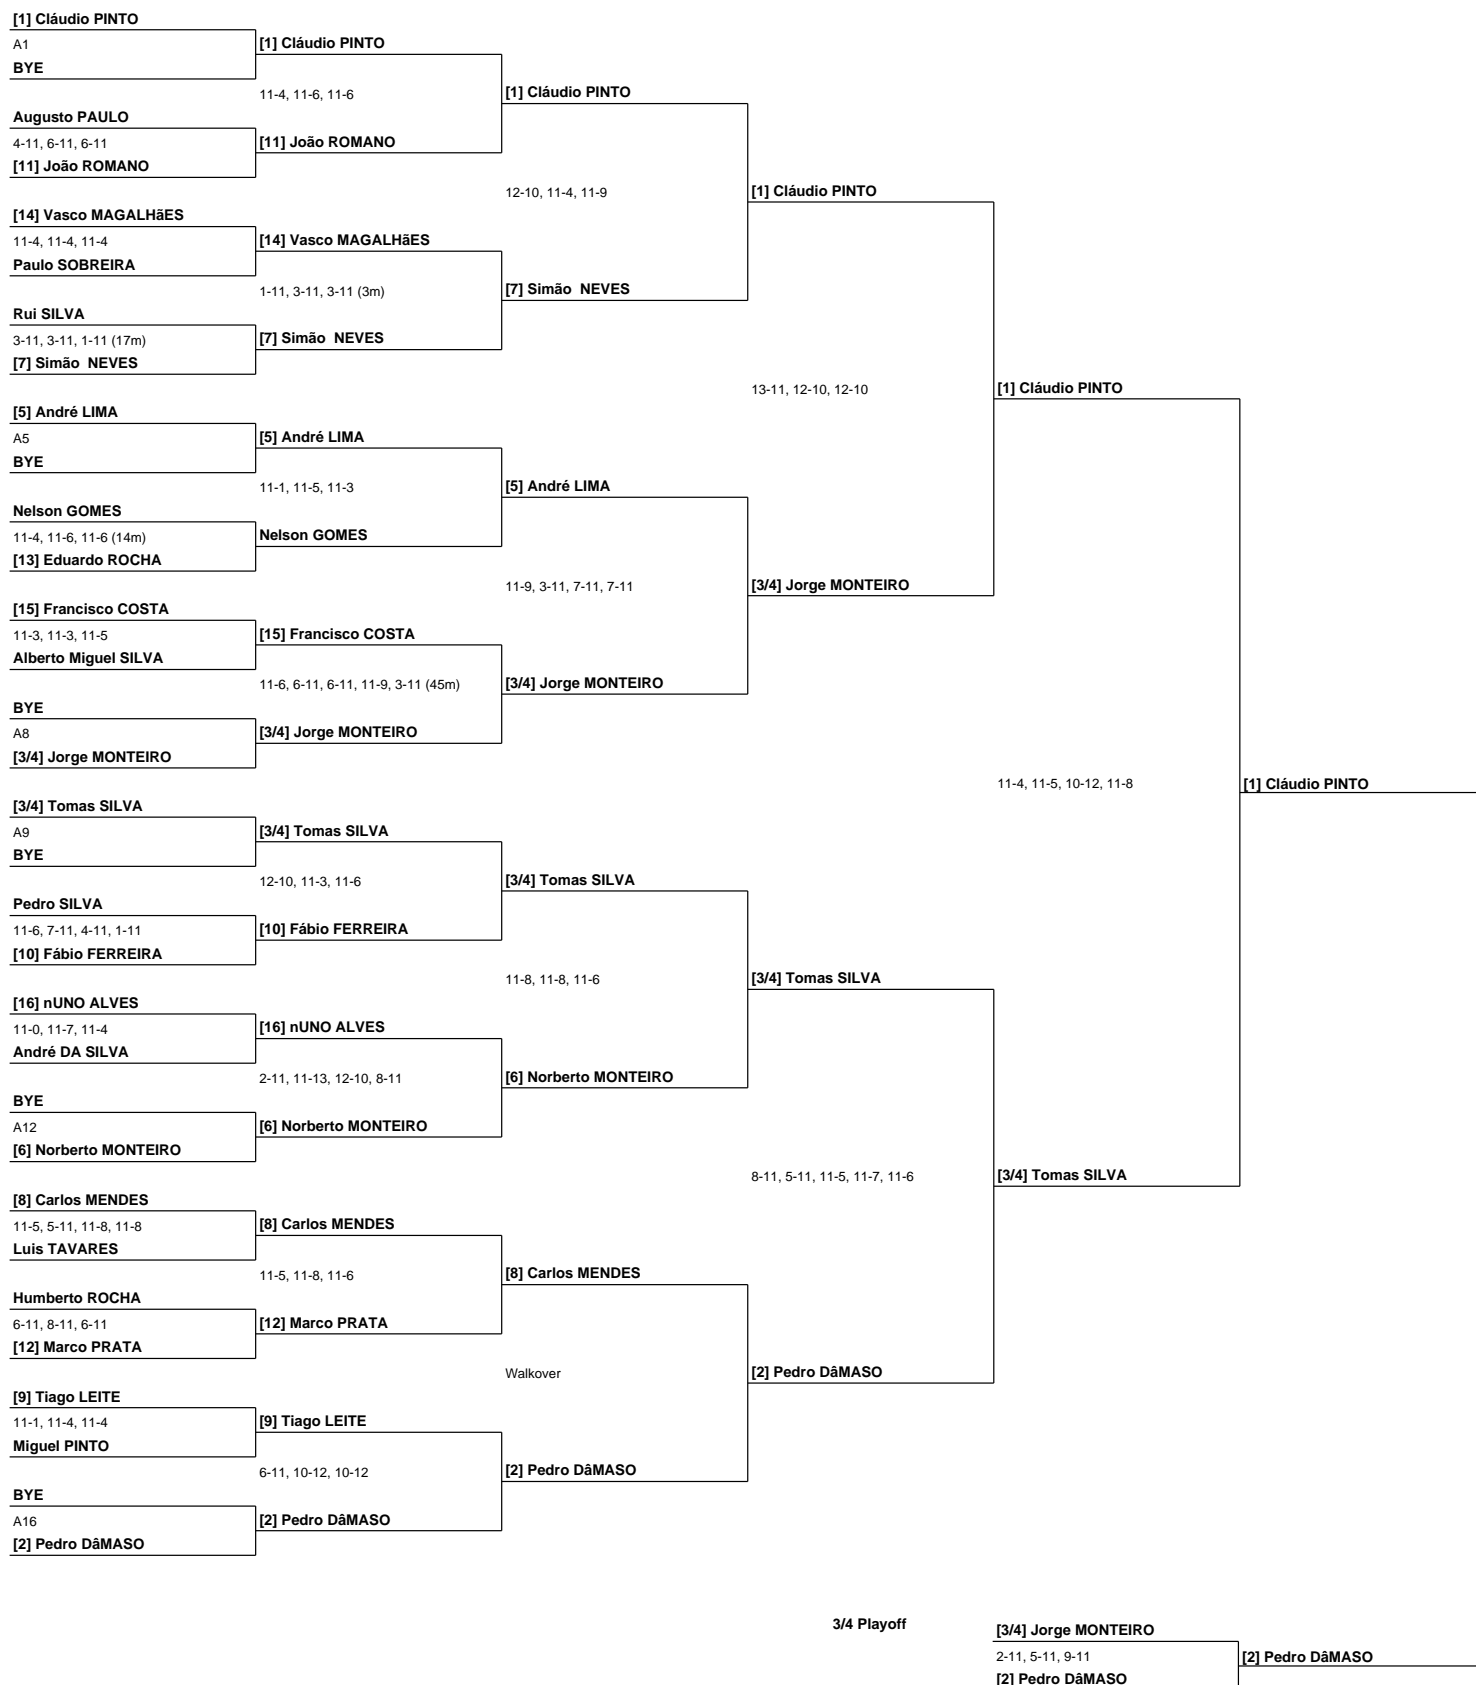 [1] Cláudio PINTO
A1
BYE
Augusto PAULO
4-11, 6-11, 6-11
[11] João ROMANO
[14] Vasco MAGALHãES
11-4, 11-4, 11-4
Paulo SOBREIRA
Rui SILVA
3-11, 3-11, 1-11 (17m)
[7] Simão  NEVES
[5] André LIMA
A5
BYE
Nelson GOMES
11-4, 11-6, 11-6 (14m)
[13] Eduardo ROCHA
[15] Francisco COSTA
11-3, 11-3, 11-5
Alberto Miguel SILVA
BYE
A8
[3/4] Jorge MONTEIRO
[3/4] Tomas SILVA
A9
BYE
Pedro SILVA
11-6, 7-11, 4-11, 1-11
[10] Fábio FERREIRA
[16] nUNO ALVES
11-0, 11-7, 11-4
André DA SILVA
BYE
A12
[6] Norberto MONTEIRO
[8] Carlos MENDES
11-5, 5-11, 11-8, 11-8
Luis TAVARES
Humberto ROCHA
6-11, 8-11, 6-11
[12] Marco PRATA
[9] Tiago LEITE
11-1, 11-4, 11-4
Miguel PINTO
BYE
A16
[2] Pedro DâMASO
[1] Cláudio PINTO
11-4, 11-6, 11-6
[11] João ROMANO
[14] Vasco MAGALHãES
1-11, 3-11, 3-11 (3m)
[7] Simão  NEVES
[5] André LIMA
11-1, 11-5, 11-3
Nelson GOMES
[15] Francisco COSTA
11-6, 6-11, 6-11, 11-9, 3-11 (45m)
[3/4] Jorge MONTEIRO
[3/4] Tomas SILVA
12-10, 11-3, 11-6
[10] Fábio FERREIRA
[16] nUNO ALVES
2-11, 11-13, 12-10, 8-11
[6] Norberto MONTEIRO
[8] Carlos MENDES
11-5, 11-8, 11-6
[12] Marco PRATA
[9] Tiago LEITE
6-11, 10-12, 10-12
[2] Pedro DâMASO
[1] Cláudio PINTO
12-10, 11-4, 11-9
[7] Simão  NEVES
[5] André LIMA
11-9, 3-11, 7-11, 7-11
[3/4] Jorge MONTEIRO
[3/4] Tomas SILVA
11-8, 11-8, 11-6
[6] Norberto MONTEIRO
[8] Carlos MENDES
Walkover
[2] Pedro DâMASO
[1] Cláudio PINTO
13-11, 12-10, 12-10
[3/4] Jorge MONTEIRO
[3/4] Tomas SILVA
8-11, 5-11, 11-5, 11-7, 11-6
[2] Pedro DâMASO
[1] Cláudio PINTO
11-4, 11-5, 10-12, 11-8
[3/4] Tomas SILVA
[1] Cláudio PINTO
3/4 Playoff
[3/4] Jorge MONTEIRO
2-11, 5-11, 9-11
[2] Pedro DâMASO
[2] Pedro DâMASO